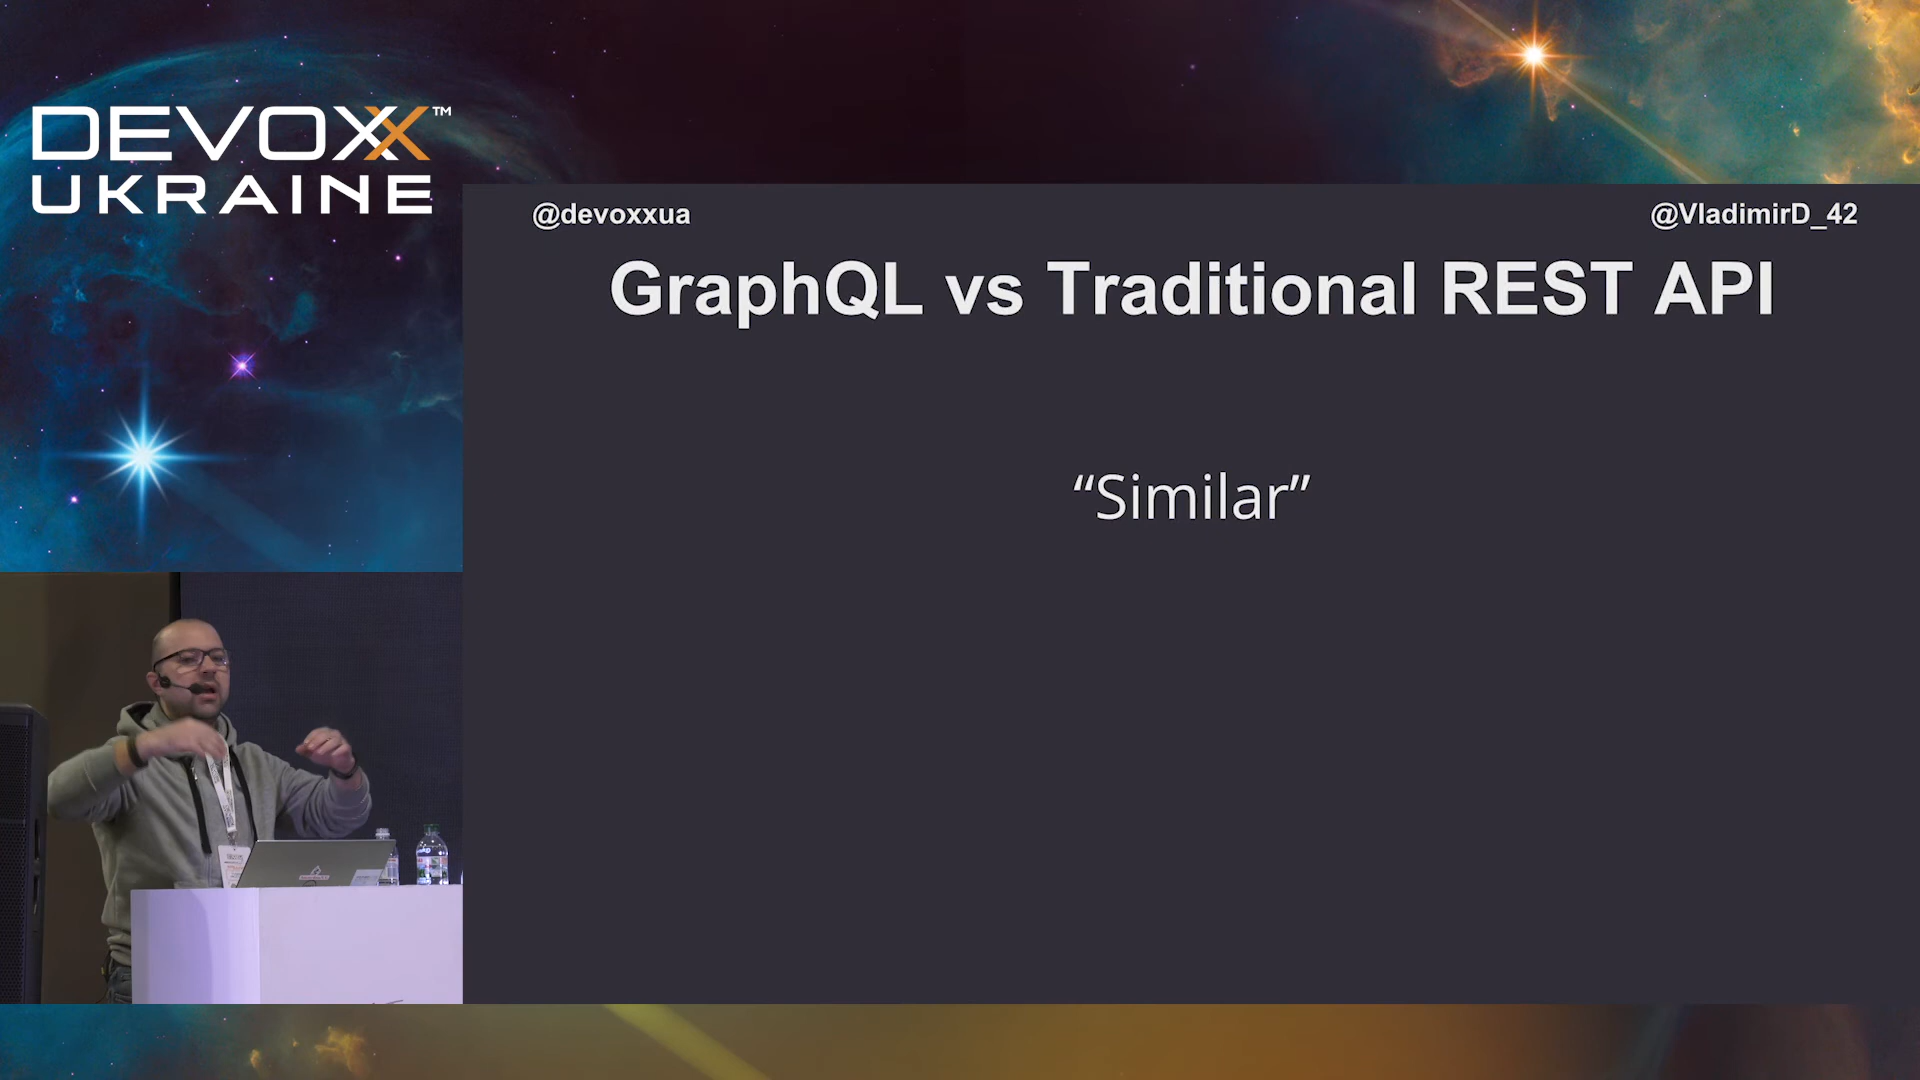 DEVOXX™
UKRAINE
@devoxxua
@VladimirD_42
GraphQL vs Traditional REST API
“Similar”